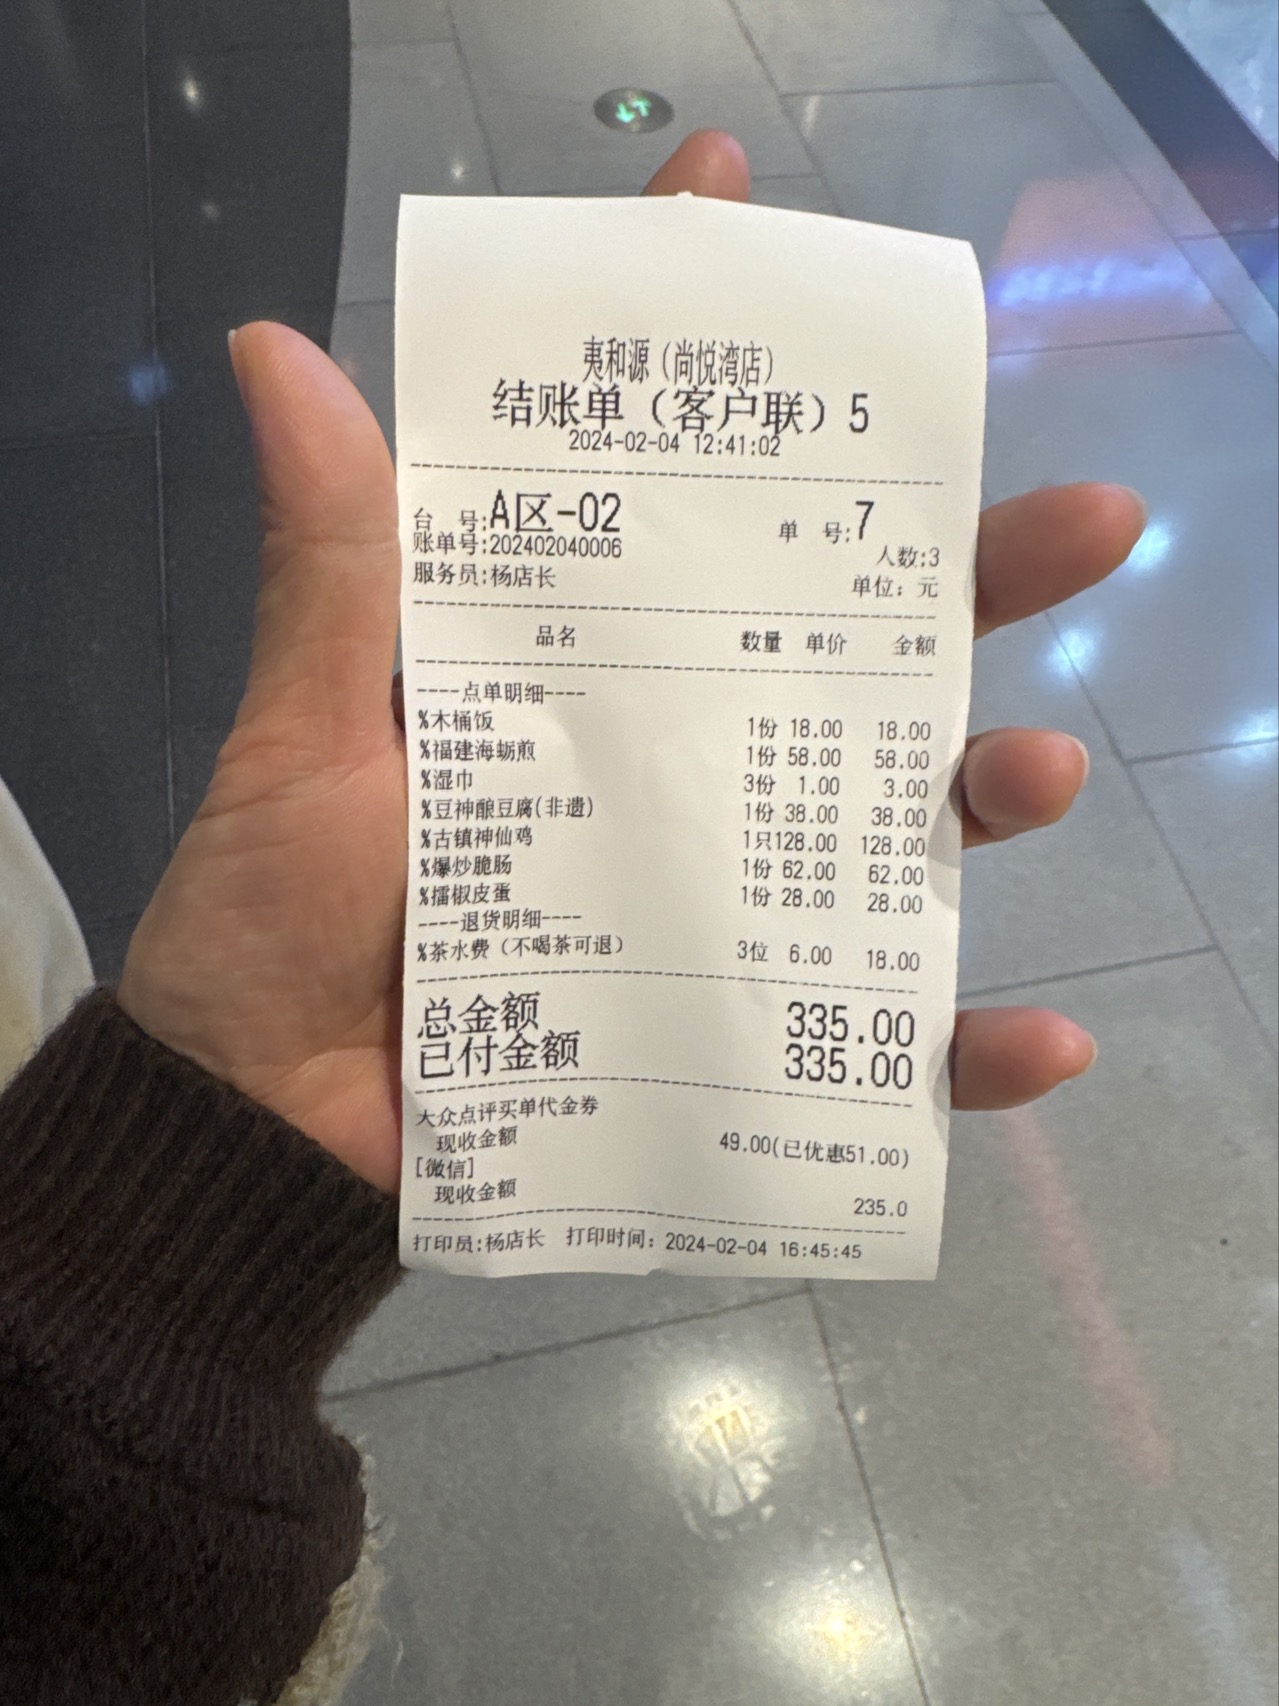 夷和源（尚悦湾店）
结账单（客户联）5
2024-02-04 12:41:02
台 号:A区-02 单 号:7
账单号:202402040006 人数:3
服务员:杨店长 单位：元
品名 数量 单价 金额
----点单明细----
%木桶饭 1份 18.00 18.00
%福建海蛎煎 1份 58.00 58.00
%湿巾 3份 1.00 3.00
%豆神酿豆腐(非遗) 1份 38.00 38.00
%古镇神仙鸡 1只128.00 128.00
%爆炒脆肠 1份 62.00 62.00
%擂椒皮蛋 1份 28.00 28.00
----退货明细----
%茶水费（不喝茶可退） 3位 6.00 18.00
总金额 335.00
已付金额 335.00
大众点评买单代金券
现收金额 49.00(已优惠51.00)
[微信]
现收金额 235.0
打印员:杨店长 打印时间：2024-02-04 16:45:45